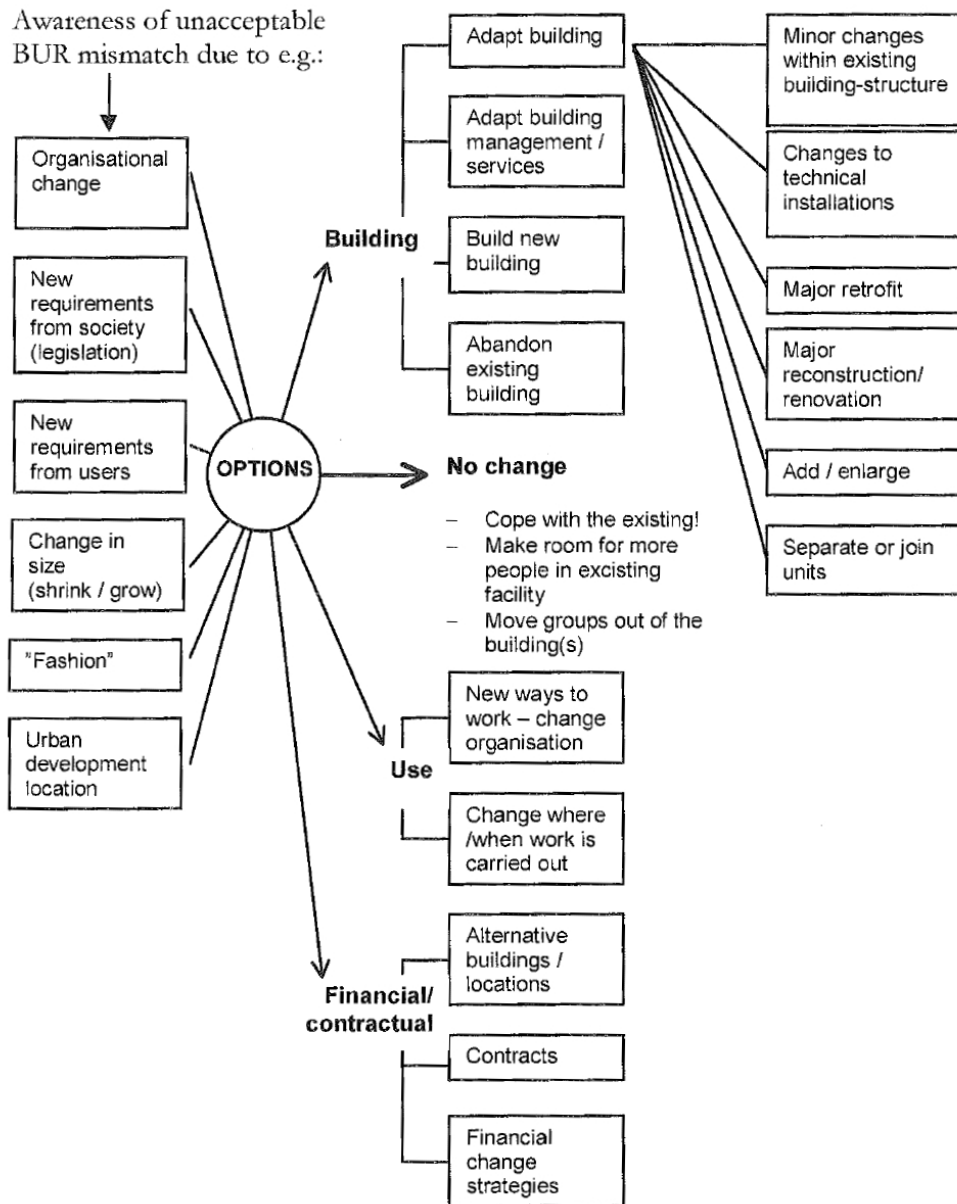 Awareness of unacceptable
BUR mismatch due to e.g.:
Organisational
change
New
requirements
from society
(legislation)
New
requirements
from users
Change in
size
(shrink / grow)
"Fashion"
Urban
development
location
OPTIONS
Building
Adapt building
Adapt building
management /
services
Build new
building
Abandon
existing
building
Minor changes
within existing
building-structure
Changes to
technical
installations
Major retrofit
Major
reconstruction/
renovation
Add / enlarge
Separate or join
units
No change
– Cope with the existing!
– Make room for more
people in excisting
facility
– Move groups out of the
building(s)
Use
New ways to
work – change
organisation
Change where
/when work is
carried out
Financial/
contractual
Alternative
buildings /
locations
Contracts
Financial
change
strategies